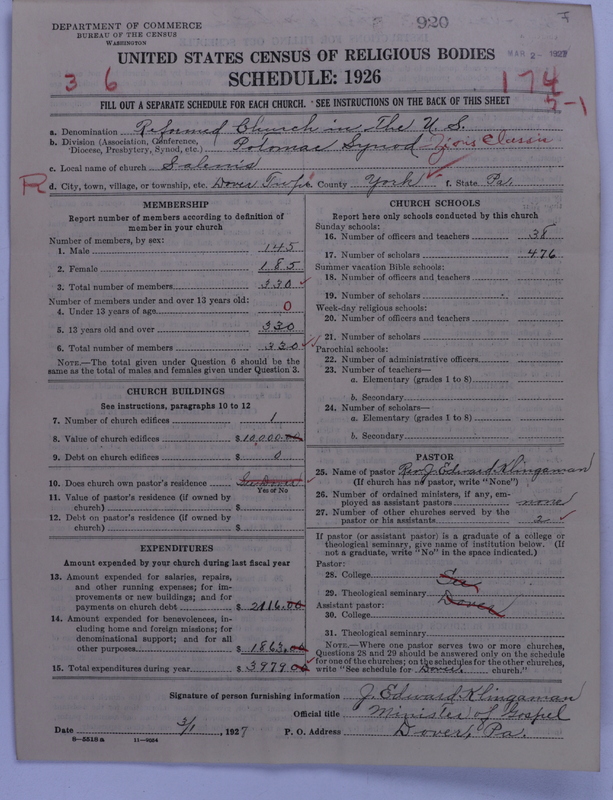 920
DEPARTMENT OF COMMERCE
BUREAU OF THE CENSUS
WASHINGTON
MAR 2 - 1927
UNITED STATES CENSUS OF RELIGIOUS BODIES
SCHEDULE: 1926
3 6
174
5-1
FILL OUT A SEPARATE SCHEDULE FOR EACH CHURCH. SEE INSTRUCTIONS ON THE BACK OF THIS SHEET
a. Denomination Reformed Church in The U.S.
b. Division (Association, Conference, Diocese, Presbytery, Synod, etc.) Potomac Synod Zions Classis
c. Local name of church Salem's
R d. City, town, village, or township, etc. Dover Twp. e. County York f. State Pa.
MEMBERSHIP
Report number of members according to definition of
member in your church
Number of members, by sex:
1. Male 145
2. Female 185
3. Total number of members 330
Number of members under and over 13 years old:
4. Under 13 years of age 0
5. 13 years old and over 330
6. Total number of members 330
NOTE.—The total given under Question 6 should be the
same as the total of males and females given under Question 3.
CHURCH BUILDINGS
See instructions, paragraphs 10 to 12
7. Number of church edifices 1
8. Value of church edifices $10,000.00
9. Debt on church edifices $ 0
10. Does church own pastor's residence In Dover
Yes or No
11. Value of pastor's residence (if owned by
church) $
12. Debt on pastor's residence (if owned by
church) $
EXPENDITURES
Amount expended by your church during last fiscal year
13. Amount expended for salaries, repairs,
and other running expenses; for im-
provements or new buildings; and for
payments on church debt $ 2116.00
14. Amount expended for benevolences,
including home and foreign missions; for
denominational support; and for all
other purposes $ 1863.00
15. Total expenditures during year $ 3979.00
CHURCH SCHOOLS
Report here only schools conducted by this church
Sunday schools:
16. Number of officers and teachers 38
17. Number of scholars 476
Summer vacation Bible schools:
18. Number of officers and teachers
19. Number of scholars
Week-day religious schools:
20. Number of officers and teachers
21. Number of scholars
Parochial schools:
22. Number of administrative officers
23. Number of teachers—
a. Elementary (grades 1 to 8)
b. Secondary
24. Number of scholars—
a. Elementary (grades 1 to 8)
b. Secondary
PASTOR
25. Name of pastor Rev. J. Edward Klingaman
(If church has no pastor, write "None")
26. Number of ordained ministers, if any, em-
ployed as assistant pastors none
27. Number of other churches served by the
pastor or his assistants 2
If pastor (or assistant pastor) is a graduate of a college or
theological seminary, give name of institution below. (If
not a graduate, write "No" in the space indicated.)
Pastor:
28. College See
29. Theological seminary Dover
Assistant pastor:
30. College
31. Theological seminary
NOTE.—Where one pastor serves two or more churches,
Questions 28 and 29 should be answered only on the schedule
for one of the churches; on the schedules for the other churches,
write "See schedule for Dover church."
Signature of person furnishing information J. Edward Klingaman
Official title Minister of Gospel
Date 3/1, 1927 P. O. Address Dover, Pa.
8-5518a 11-9034